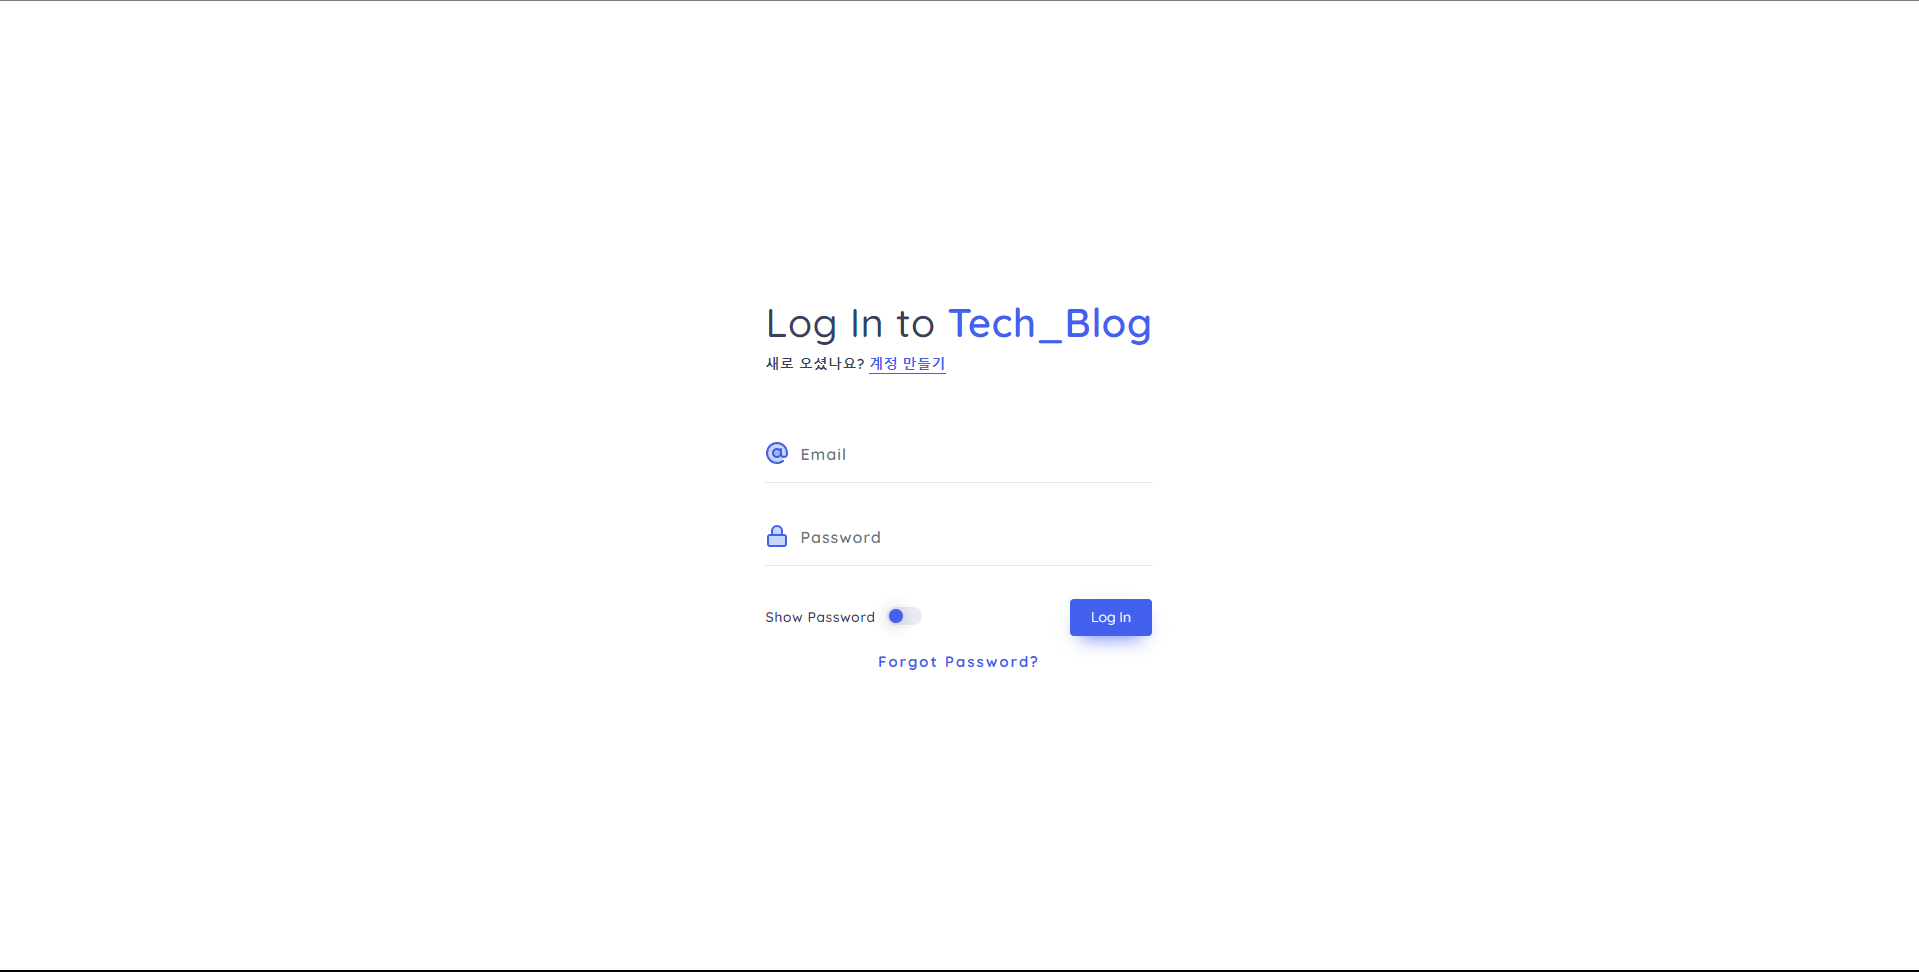 Log In to Tech_Blog
새로 오셨나요? 계정 만들기
Email
Password
Show Password
Log In
Forgot Password?